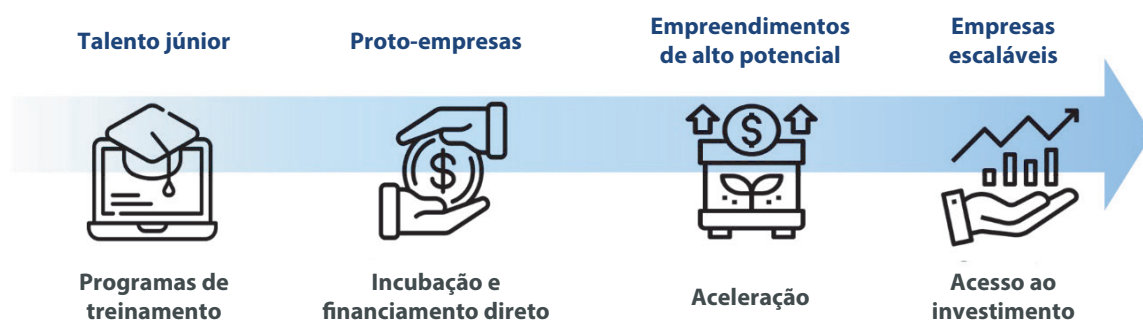 Talento júnior
Proto-empresas
Empreendimentos
de alto potencial
Empresas
escaláveis
$
$
Programas de
treinamento
Incubação e
financiamento direto
Aceleração
Acesso ao
investimento